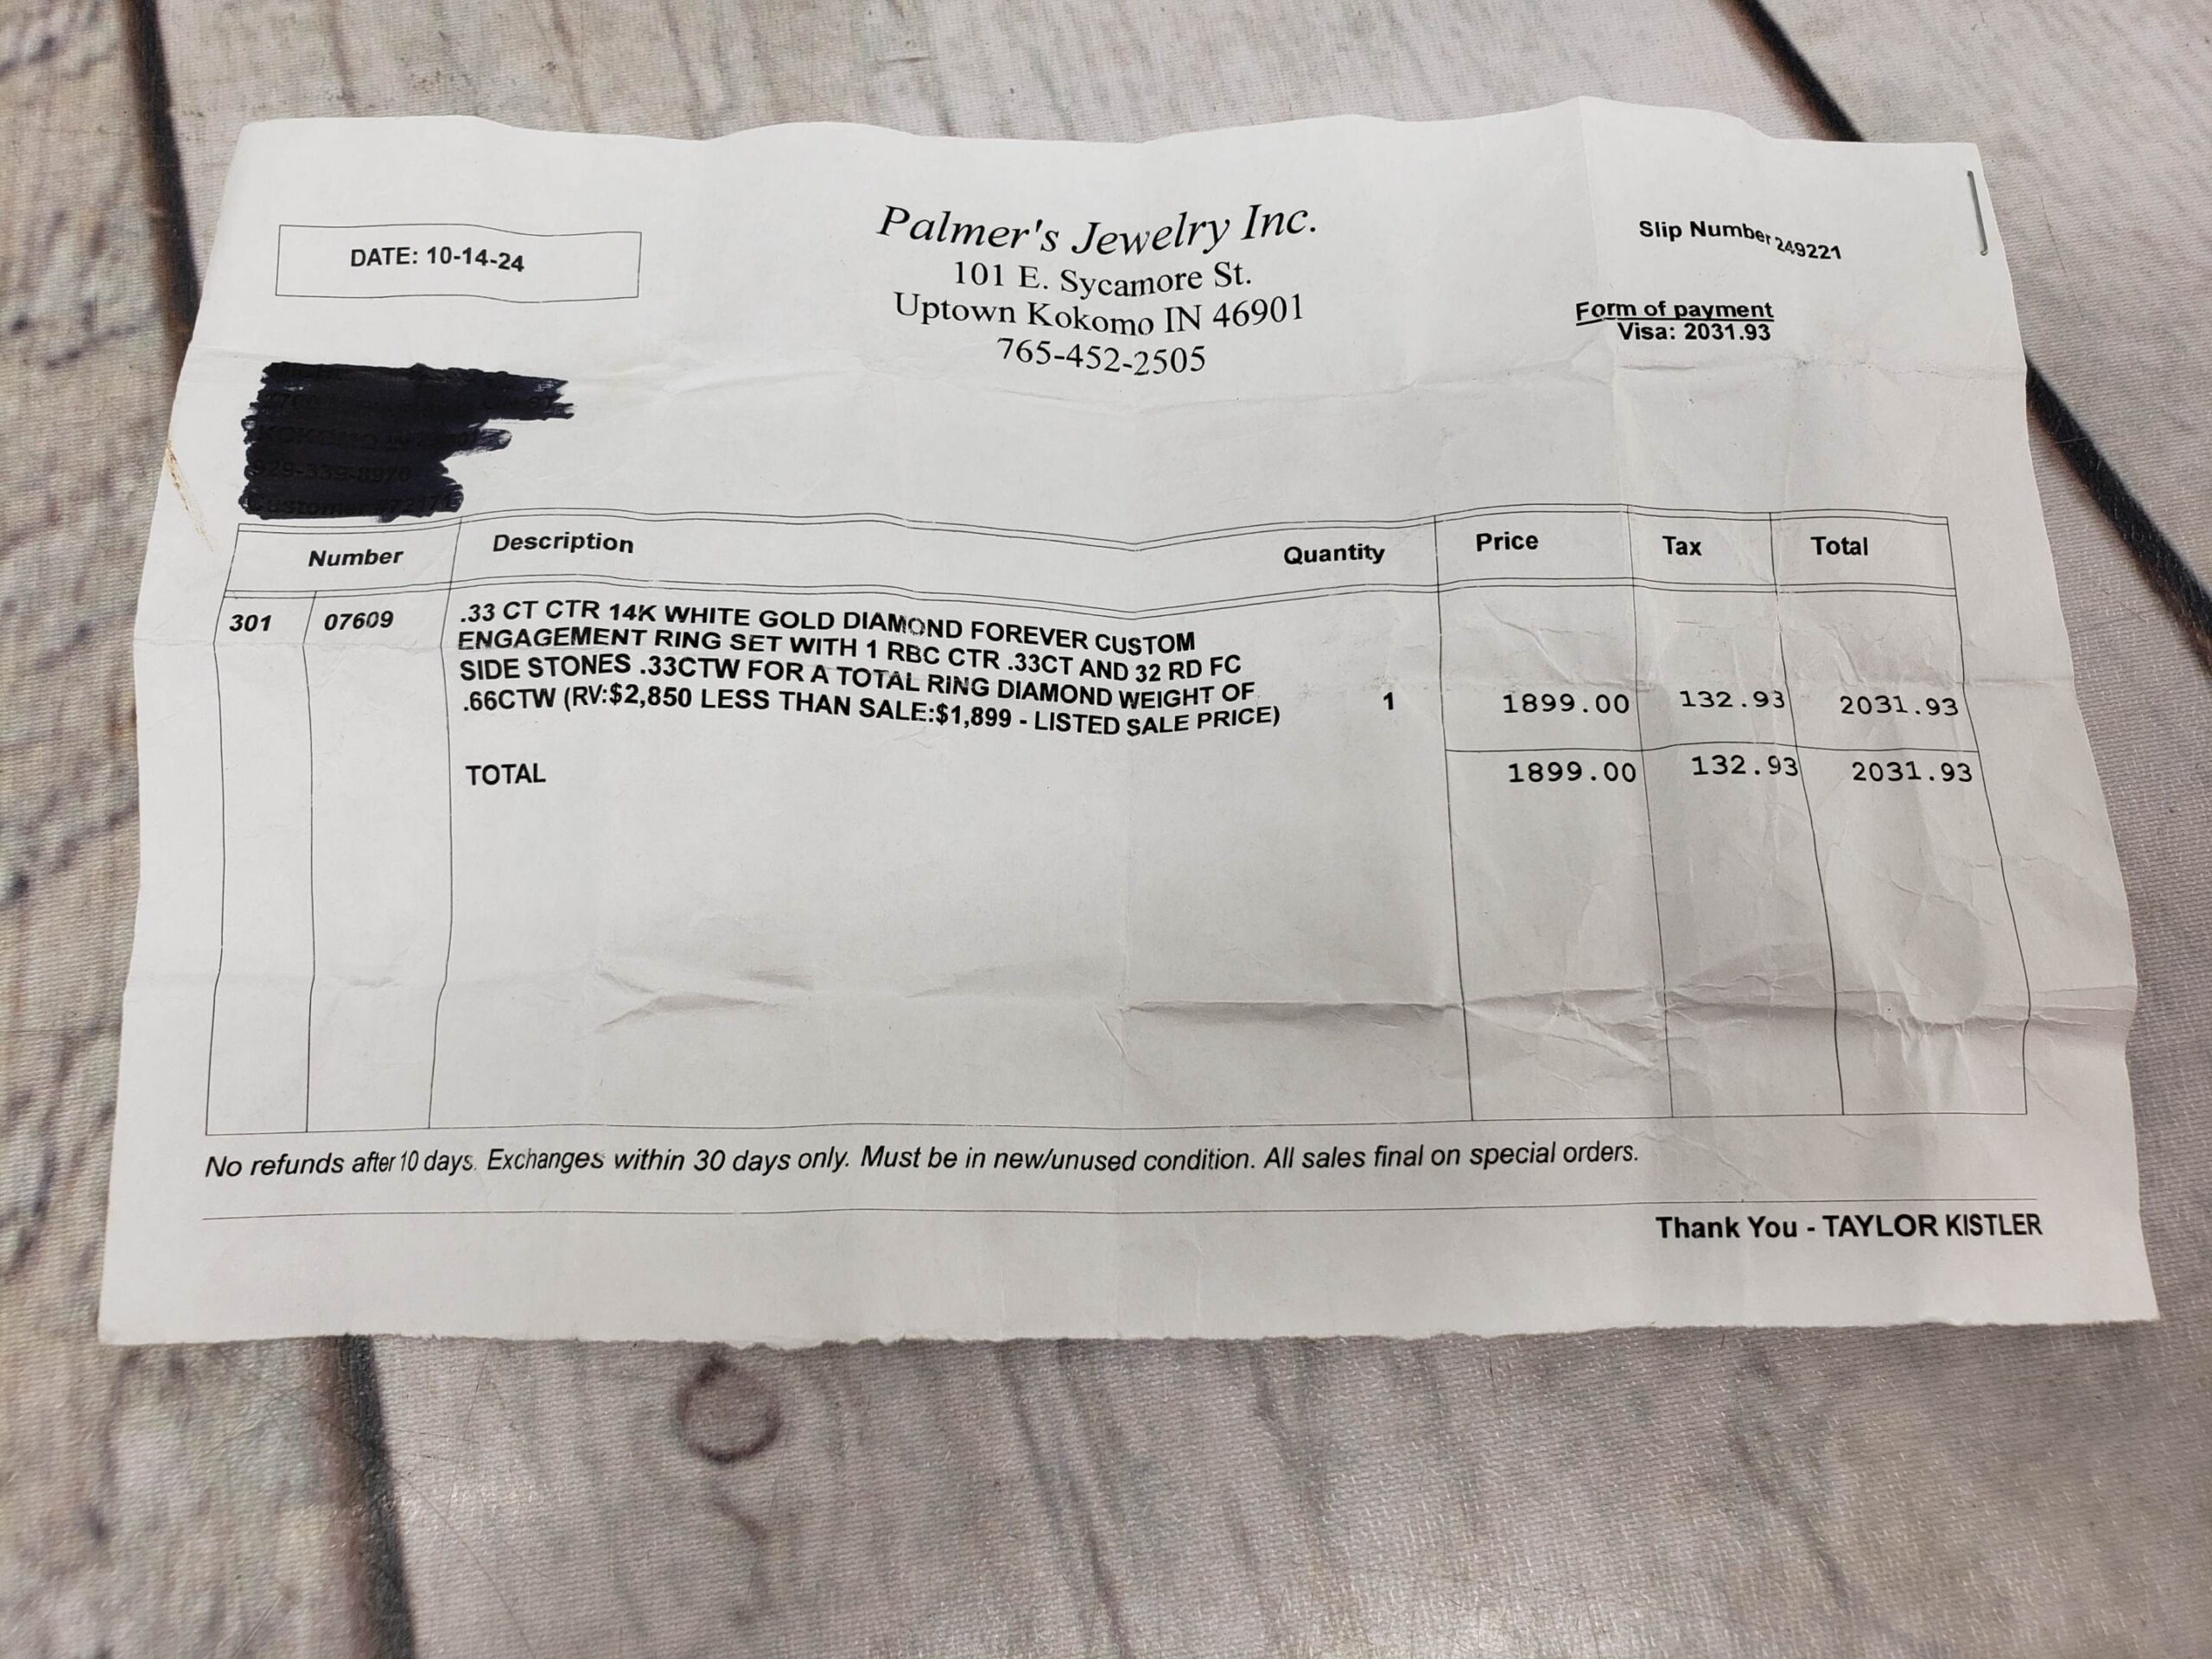 Palmer's Jewelry Inc.
101 E. Sycamore St.
Uptown Kokomo IN 46901
765-452-2505
DATE: 10-14-24
Slip Number 249221
Form of payment
Visa: 2031.93
Number Description Quantity Price Tax Total
301 07609 .33 CT CTR 14K WHITE GOLD DIAMOND FOREVER CUSTOM
ENGAGEMENT RING SET WITH 1 RBC CTR .33CT AND 32 RD FC
SIDE STONES .33CTW FOR A TOTAL RING DIAMOND WEIGHT OF
.66CTW (RV:$2,850 LESS THAN SALE:$1,899 - LISTED SALE PRICE) 1 1899.00 132.93 2031.93
TOTAL 1899.00 132.93 2031.93
No refunds after 10 days. Exchanges within 30 days only. Must be in new/unused condition. All sales final on special orders.
Thank You - TAYLOR KISTLER